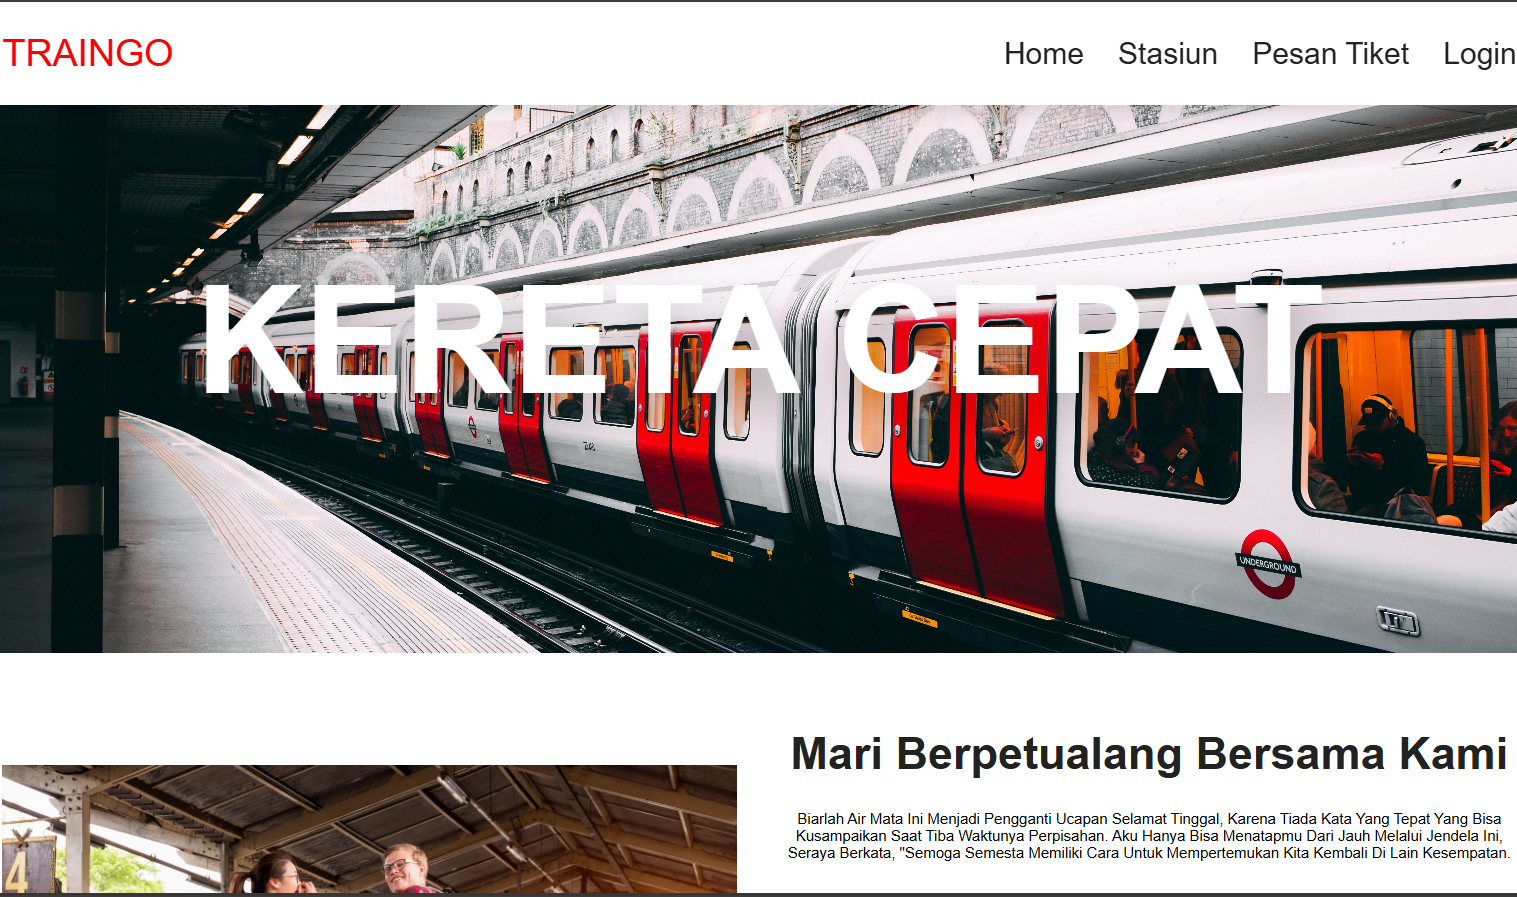 TRAINGO
Home Stasiun Pesan Tiket Login
KERETA CEPAT
UNDERGROUND
Mari Berpetualang Bersama Kami
Biarlah Air Mata Ini Menjadi Pengganti Ucapan Selamat Tinggal, Karena Tiada Kata Yang Tepat Yang Bisa
Kusampaikan Saat Tiba Waktunya Perpisahan. Aku Hanya Bisa Menatapmu Dari Jauh Melalui Jendela Ini,
Seraya Berkata, "Semoga Semesta Memiliki Cara Untuk Mempertemukan Kita Kembali Di Lain Kesempatan.
4